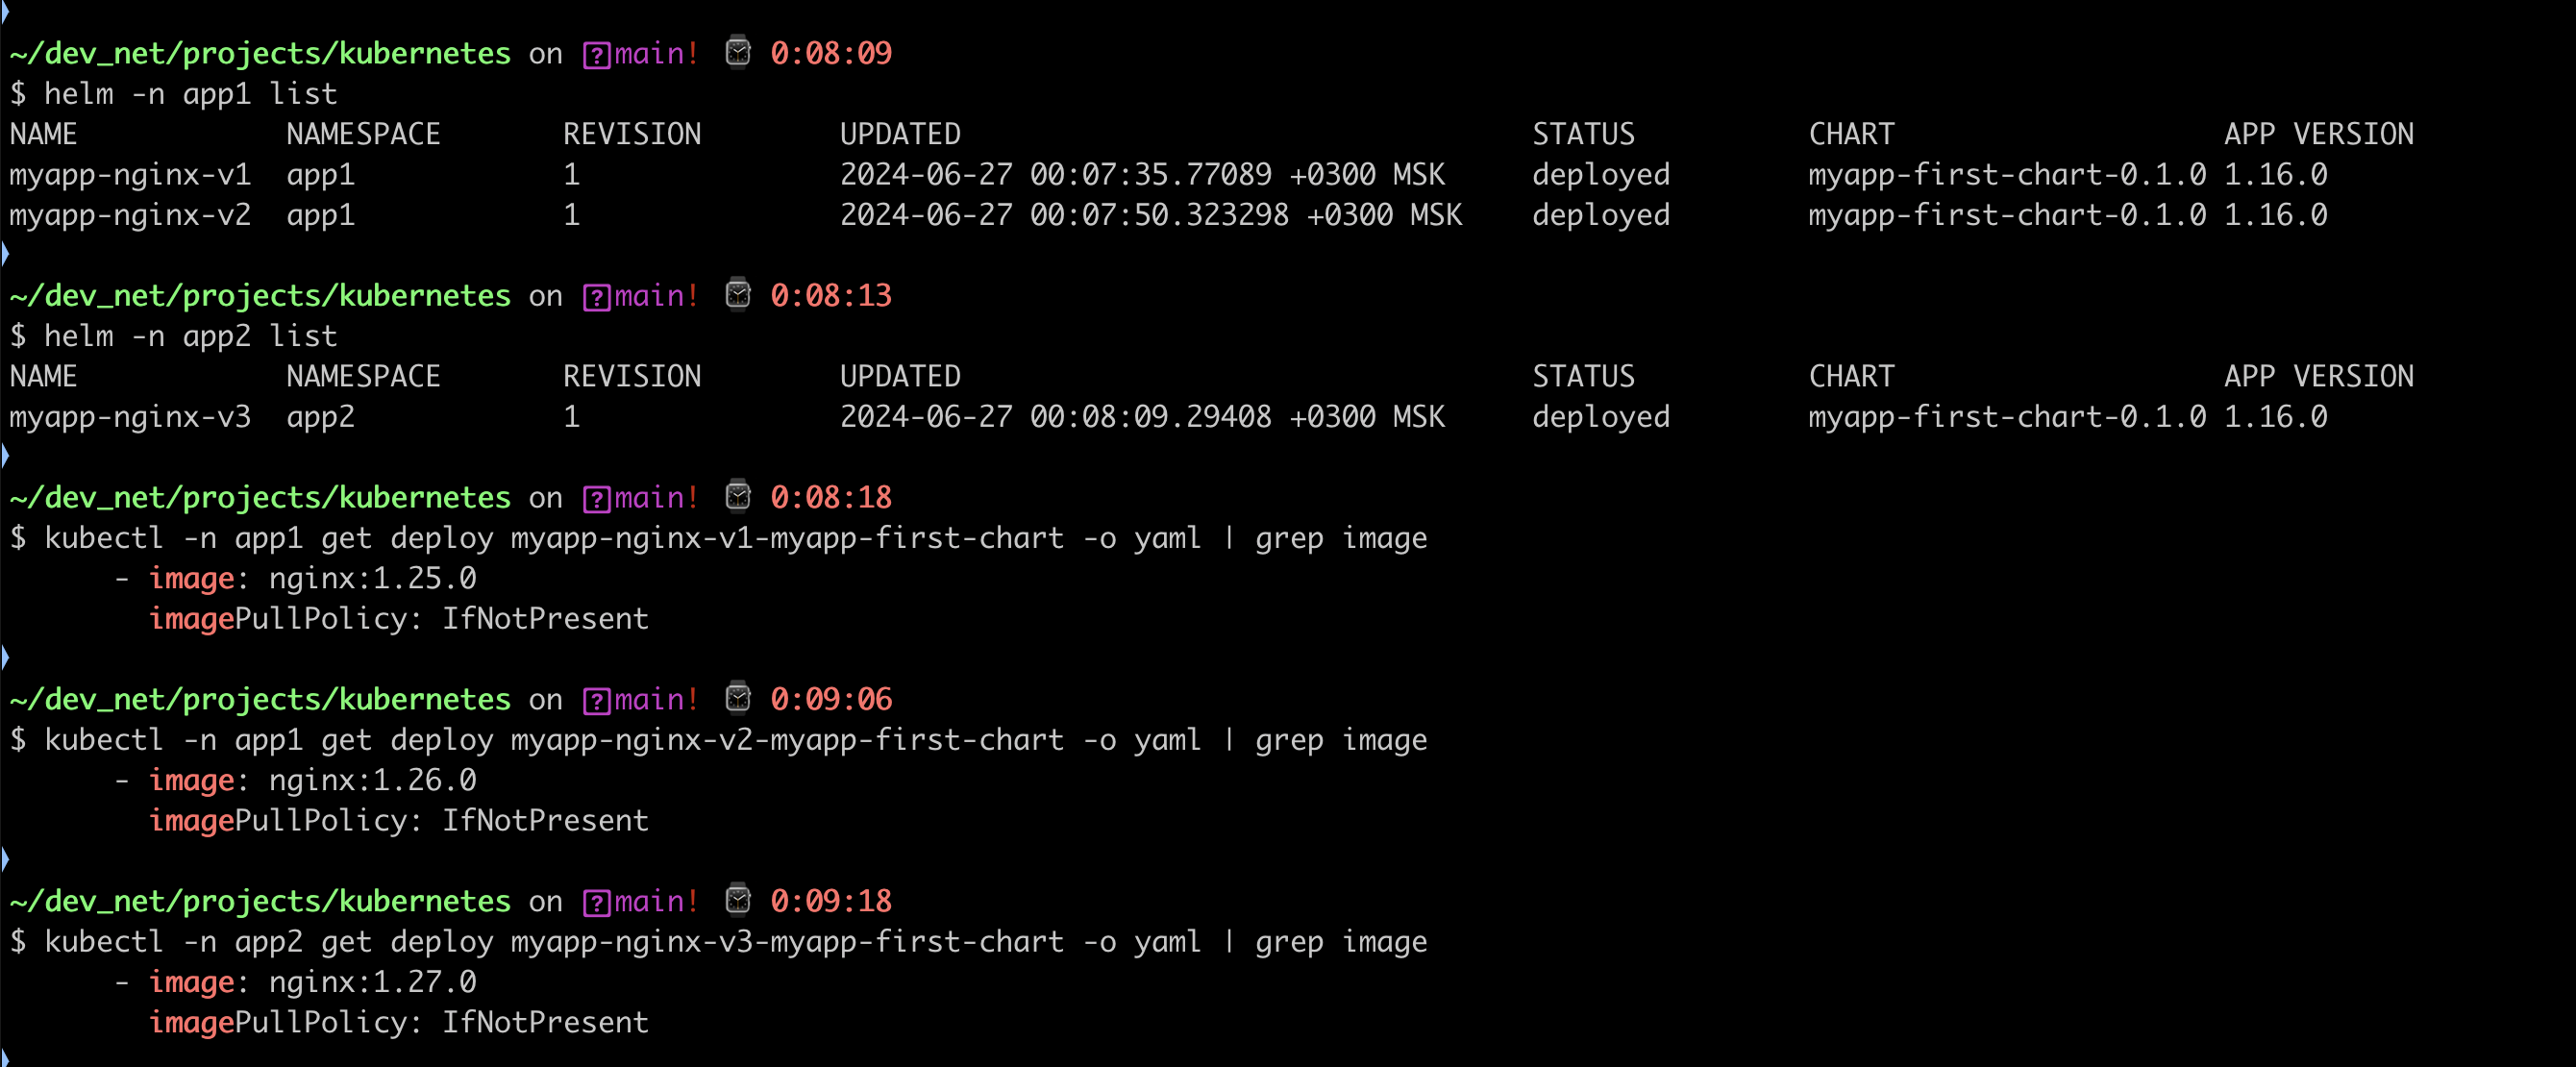 ~/dev_net/projects/kubernetes on ?main! ⌚ 0:08:09
$ helm -n app1 list
NAME NAMESPACE REVISION UPDATED STATUS CHART APP VERSION
myapp-nginx-v1 app1 1 2024-06-27 00:07:35.77089 +0300 MSK deployed myapp-first-chart-0.1.0 1.16.0
myapp-nginx-v2 app1 1 2024-06-27 00:07:50.323298 +0300 MSK deployed myapp-first-chart-0.1.0 1.16.0
~/dev_net/projects/kubernetes on ?main! ⌚ 0:08:13
$ helm -n app2 list
NAME NAMESPACE REVISION UPDATED STATUS CHART APP VERSION
myapp-nginx-v3 app2 1 2024-06-27 00:08:09.29408 +0300 MSK deployed myapp-first-chart-0.1.0 1.16.0
~/dev_net/projects/kubernetes on ?main! ⌚ 0:08:18
$ kubectl -n app1 get deploy myapp-nginx-v1-myapp-first-chart -o yaml | grep image
- image: nginx:1.25.0
imagePullPolicy: IfNotPresent
~/dev_net/projects/kubernetes on ?main! ⌚ 0:09:06
$ kubectl -n app1 get deploy myapp-nginx-v2-myapp-first-chart -o yaml | grep image
- image: nginx:1.26.0
imagePullPolicy: IfNotPresent
~/dev_net/projects/kubernetes on ?main! ⌚ 0:09:18
$ kubectl -n app2 get deploy myapp-nginx-v3-myapp-first-chart -o yaml | grep image
- image: nginx:1.27.0
imagePullPolicy: IfNotPresent